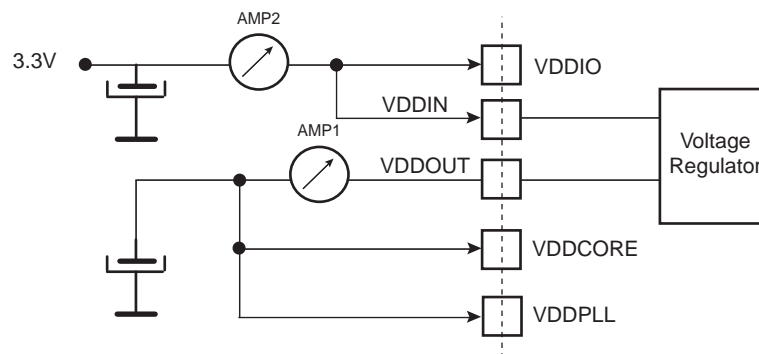 AMP2
3.3V
VDDIO
VDDIN
AMP1
Voltage
Regulator
VDDOUT
VDDCORE
VDDPLL